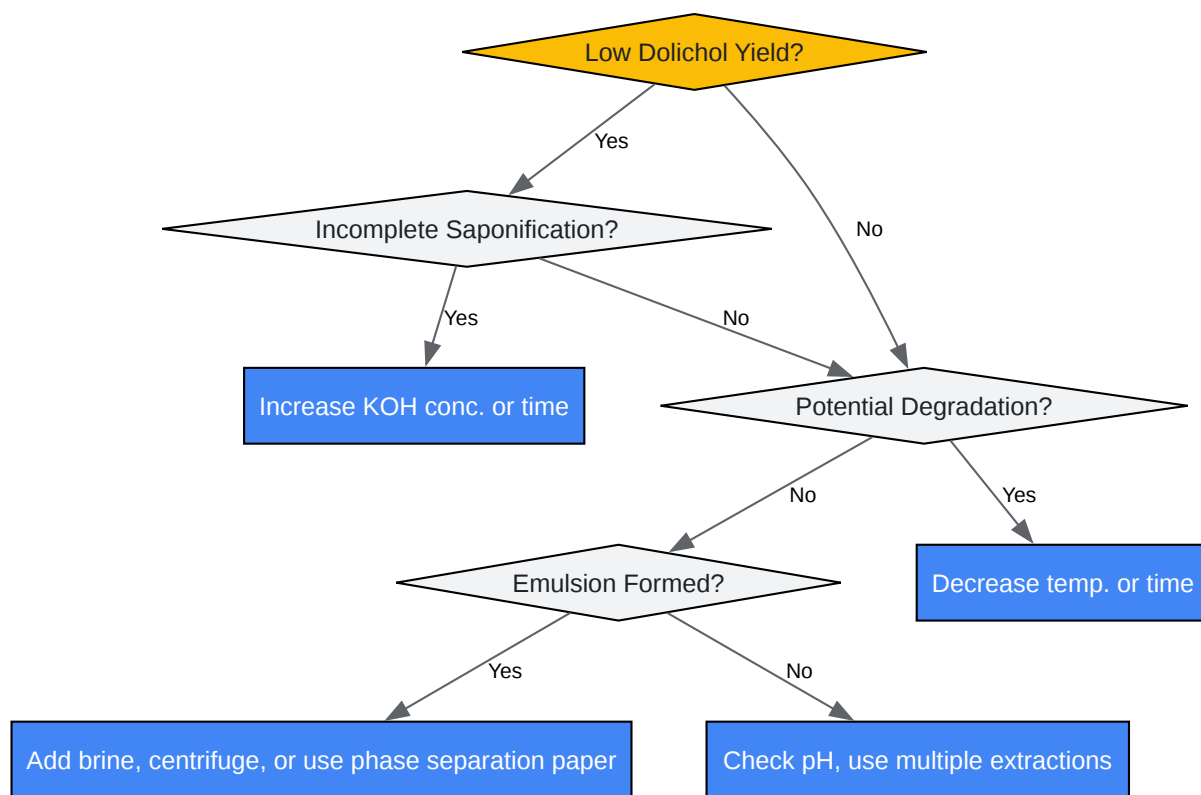 Low Dolichol Yield?
Yes
Incomplete Saponification?
No
Yes
No
Increase KOH conc. or time
Potential Degradation?
No
Yes
Emulsion Formed?
Decrease temp. or time
Yes
No
Add brine, centrifuge, or use phase separation paper
Check pH, use multiple extractions